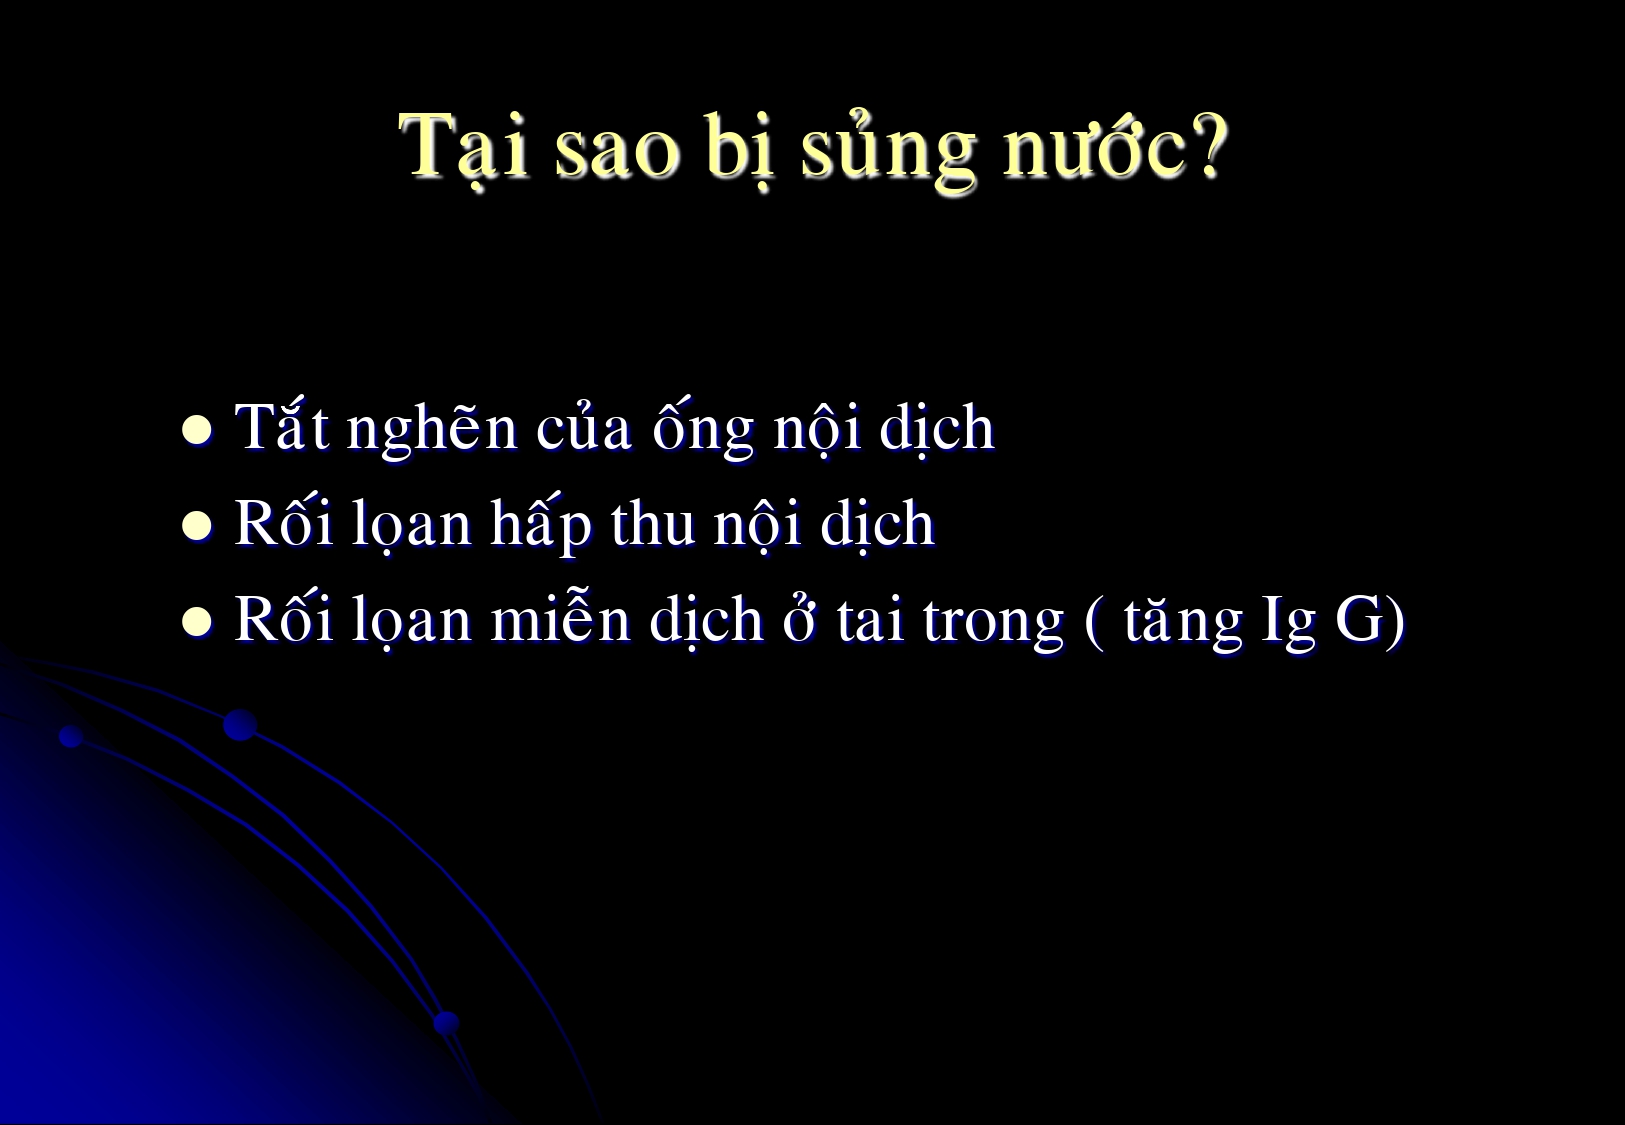 Tại sao bị sủng nước?
Tắt nghẽn của ống nội dịch
Rối lọan hấp thu nội dịch
Rối lọan miễn dịch ở tai trong ( tăng Ig G)